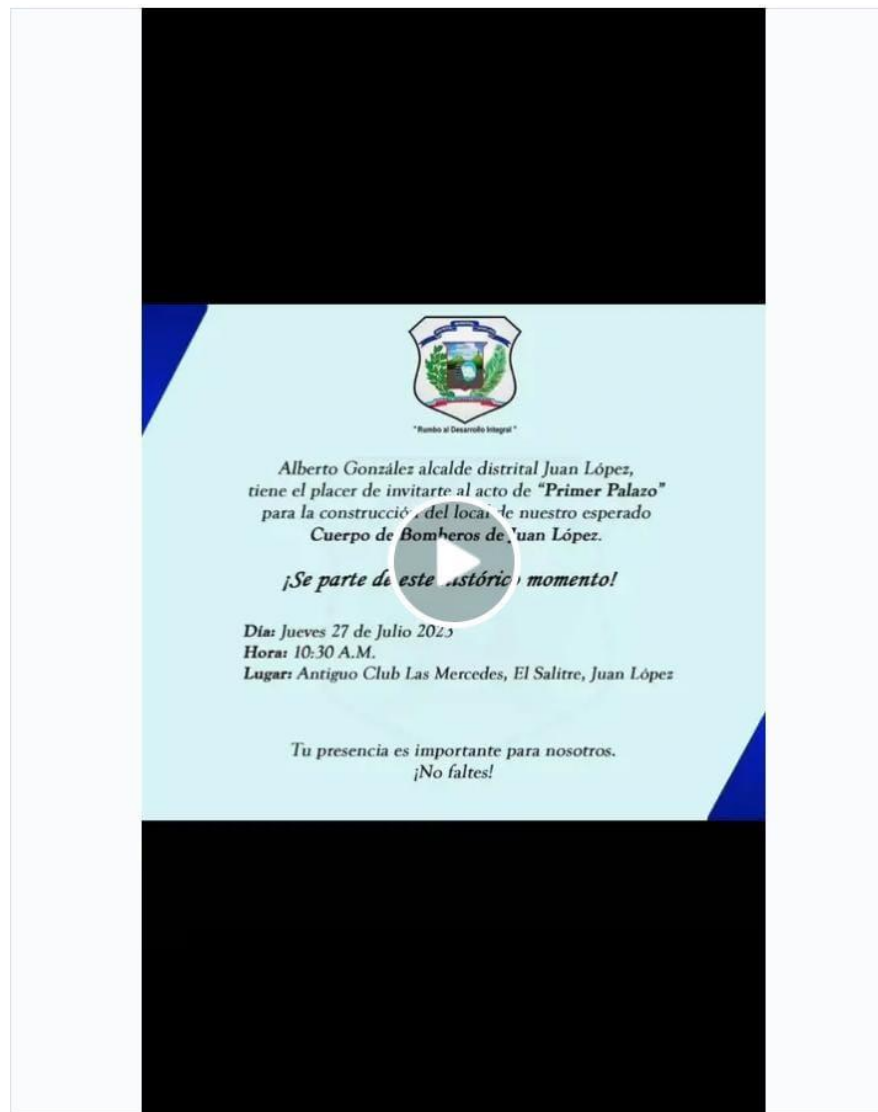 "Rumbo al Desarrollo Integral"
Alberto González alcalde distrital Juan López,
tiene el placer de invitarte al acto de "Primer Palazo"
para la construcción del local de nuestro esperado
Cuerpo de Bomberos de Juan López.
¡Se parte de este histórico momento!
Día: Jueves 27 de Julio 2023
Hora: 10:30 A.M.
Lugar: Antiguo Club Las Mercedes, El Salitre, Juan López
Tu presencia es importante para nosotros.
¡No faltes!